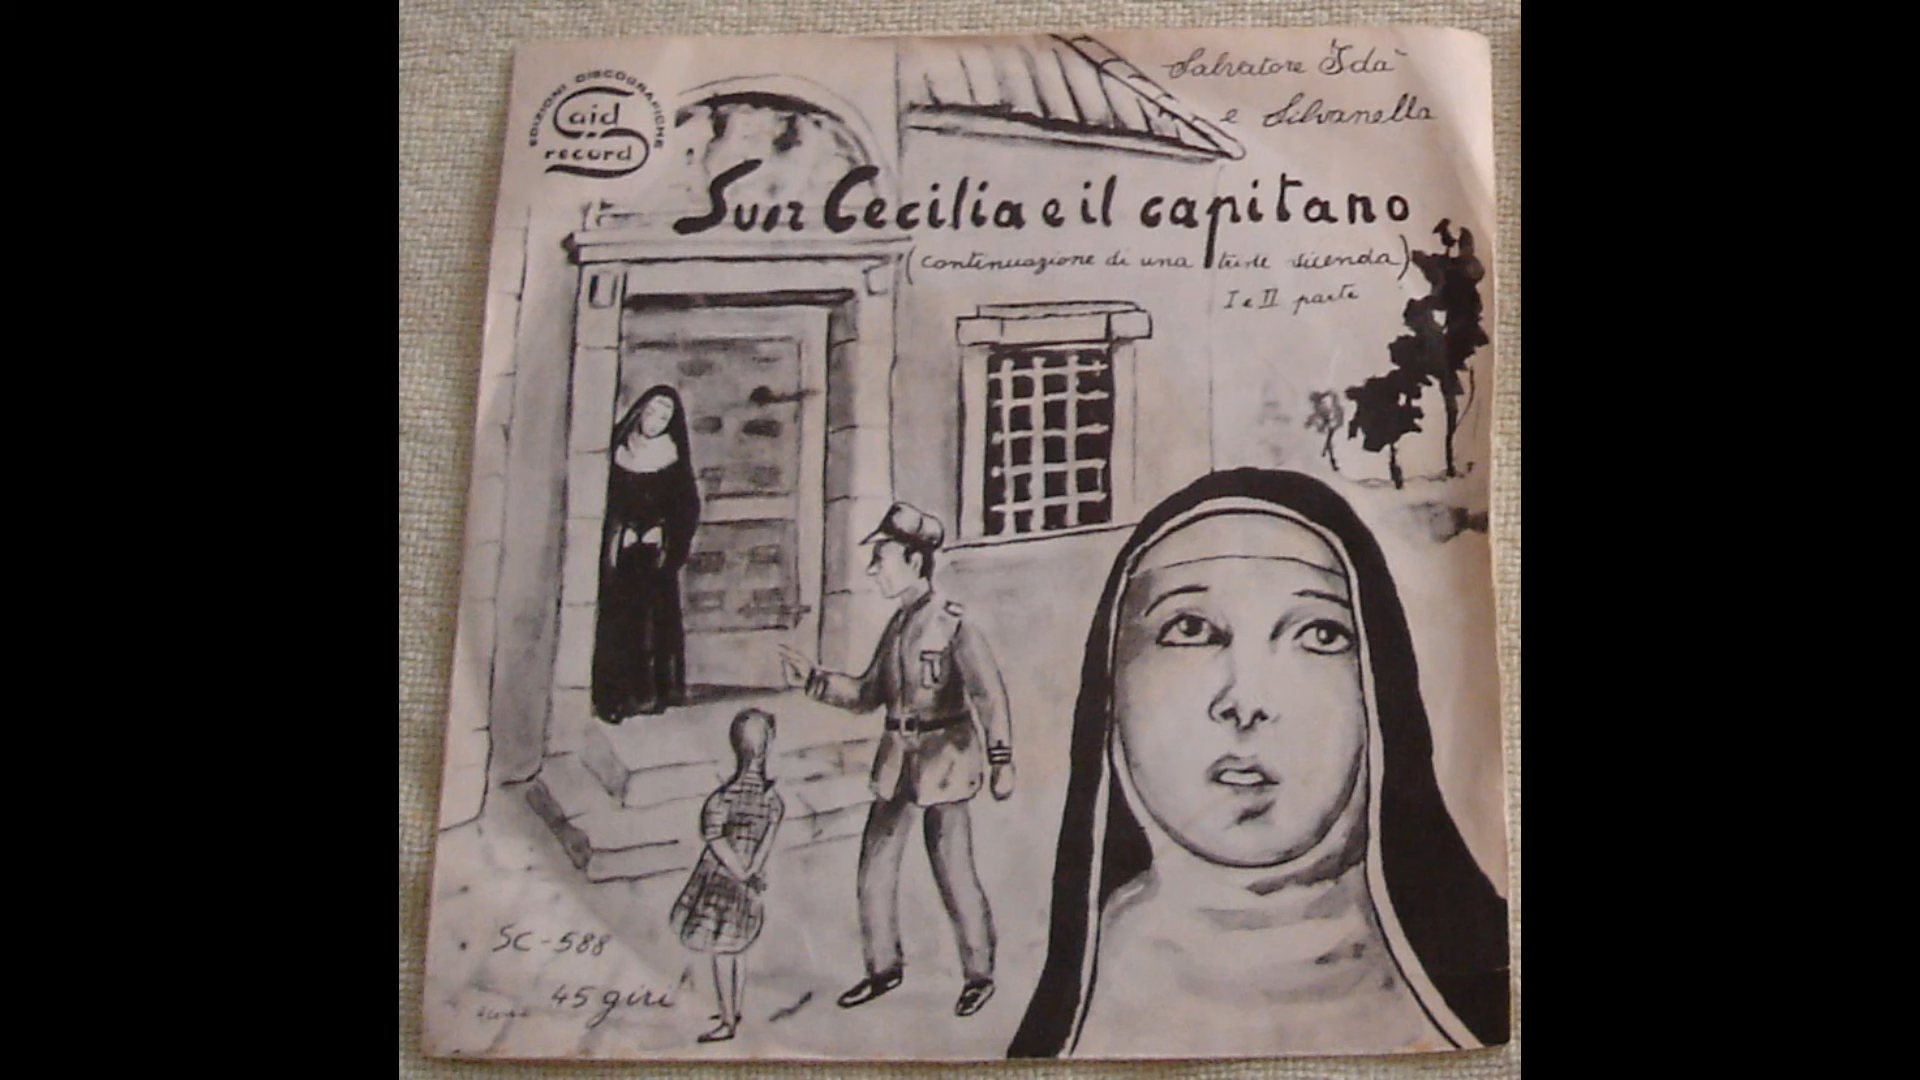 EDIZIONI DISCOGRAFICHE
Caid
record
Salvatore Idà
e Silvanella
Suor Cecilia e il capitano
(continuazione di una triste vicenda)
I e II parte
SC-588
45 giri